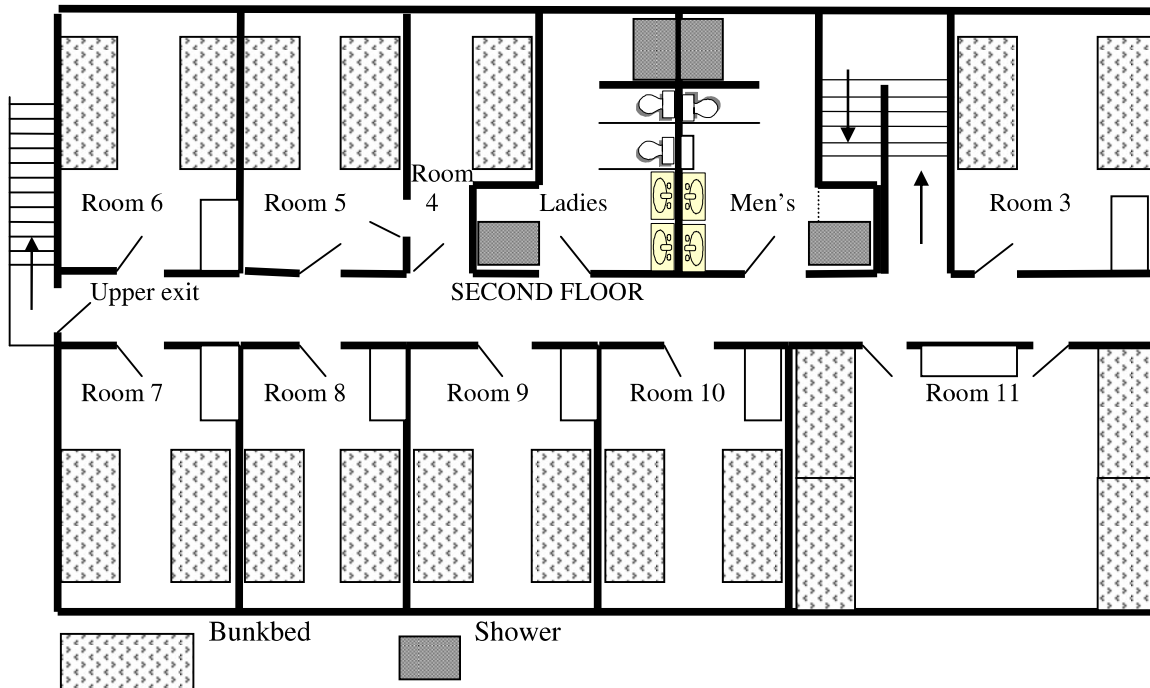 Room
4
Room 6
Room 5
Ladies
Men's
Room 3
Upper exit
SECOND FLOOR
Room 7
Room 8
Room 9
Room 10
Room 11
Bunkbed
Shower